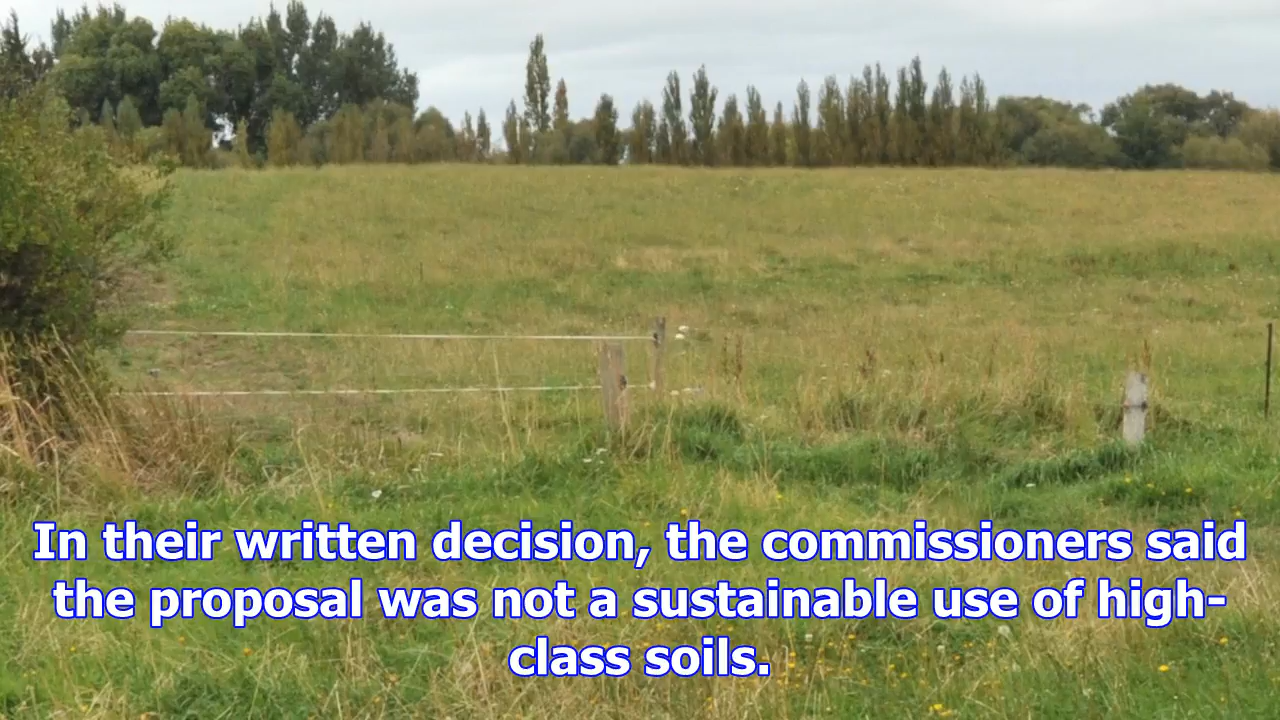 In their written decision, the commissioners said
the proposal was not a sustainable use of high-
class soils.